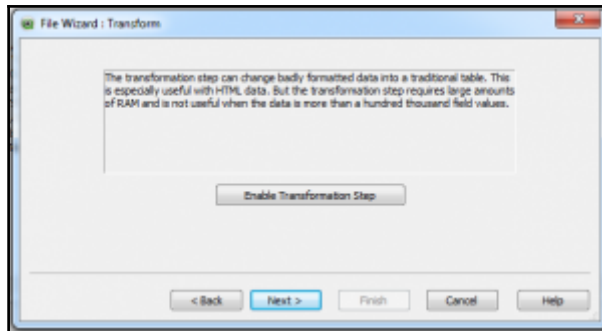 File Wizard : Transform
The transformation step can change badly formatted data into a traditional table. This
is especially useful with HTML data. But the transformation step requires large amounts
of RAM and is not useful when the data is more than a hundred thousand field values.
Enable Transformation Step
< Back Next > Finish Cancel Help